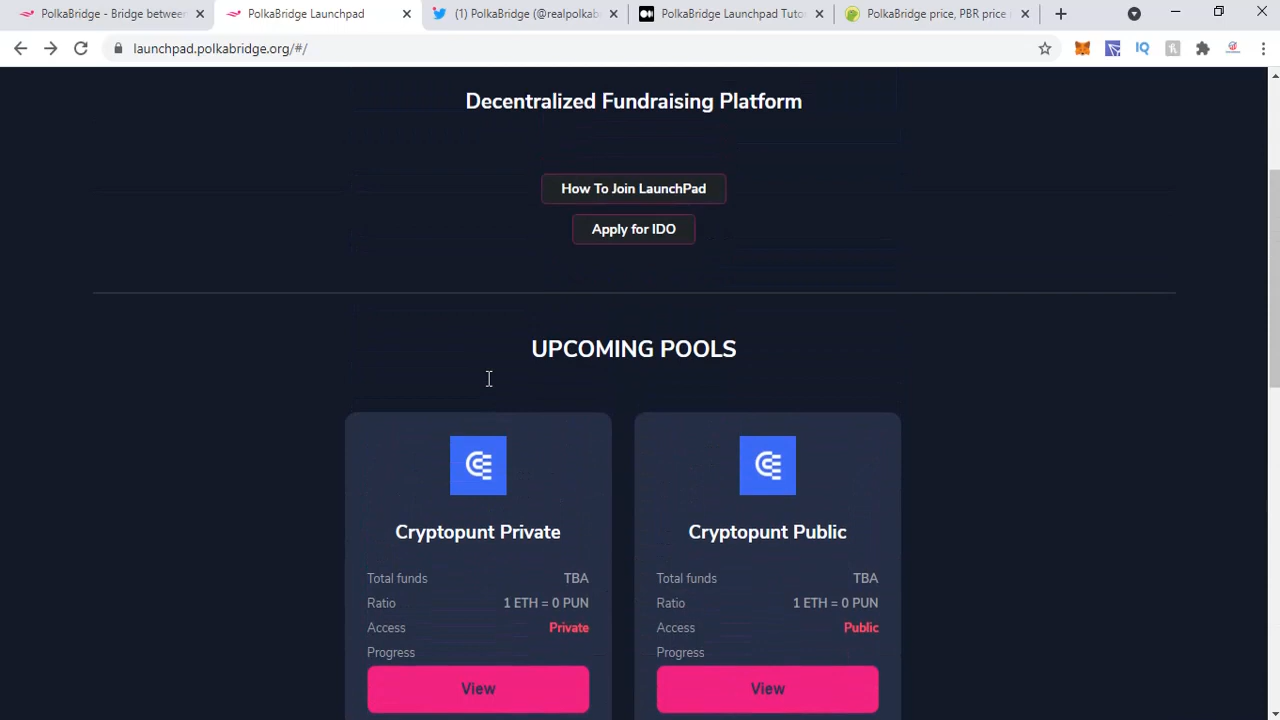 PolkaBridge - Bridge between
PolkaBridge Launchpad
(1) PolkaBridge (@realpolkab
PolkaBridge Launchpad Tuto
PolkaBridge price, PBR price
launchpad.polkabridge.org/#/
Decentralized Fundraising Platform
How To Join LaunchPad
Apply for IDO
UPCOMING POOLS
Cryptopunt Private
Total funds TBA
Ratio 1 ETH = 0 PUN
Access Private
Progress
View
Cryptopunt Public
Total funds TBA
Ratio 1 ETH = 0 PUN
Access Public
Progress
View